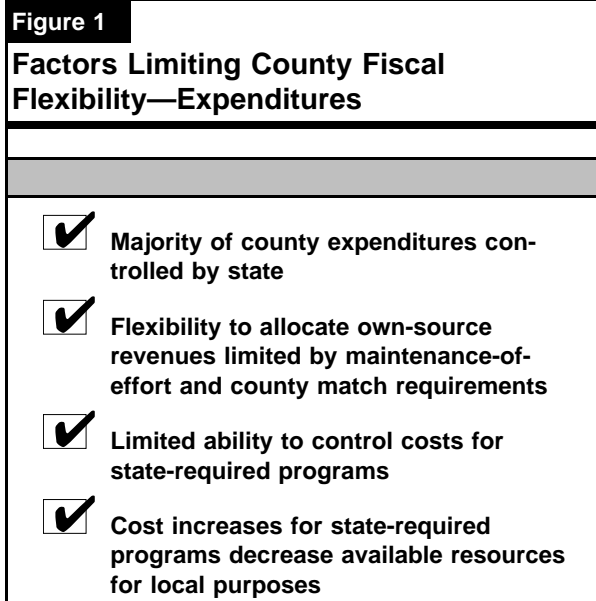 Figure 1
Factors Limiting County Fiscal
Flexibility—Expenditures
Majority of county expenditures con-
trolled by state
Flexibility to allocate own-source
revenues limited by maintenance-of-
effort and county match requirements
Limited ability to control costs for
state-required programs
Cost increases for state-required
programs decrease available resources
for local purposes